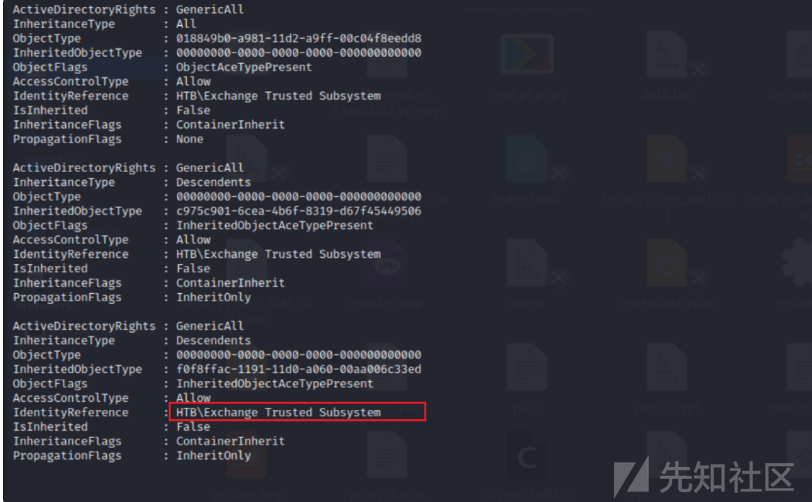 ActiveDirectoryRights : GenericAll
InheritanceType : All
ObjectType : 018849b0-a981-11d2-a9ff-00c04f8eedd8
InheritedObjectType : 00000000-0000-0000-0000-000000000000
ObjectFlags : ObjectAceTypePresent
AccessControlType : Allow
IdentityReference : HTB\Exchange Trusted Subsystem
IsInherited : False
InheritanceFlags : ContainerInherit
PropagationFlags : None
ActiveDirectoryRights : GenericAll
InheritanceType : Descendents
ObjectType : 00000000-0000-0000-0000-000000000000
InheritedObjectType : c975c901-6cea-4b6f-8319-d67f45449506
ObjectFlags : InheritedObjectAceTypePresent
AccessControlType : Allow
IdentityReference : HTB\Exchange Trusted Subsystem
IsInherited : False
InheritanceFlags : ContainerInherit
PropagationFlags : InheritOnly
ActiveDirectoryRights : GenericAll
InheritanceType : Descendents
ObjectType : 00000000-0000-0000-0000-000000000000
InheritedObjectType : f0f8ffac-1191-11d0-a060-00aa006c33ed
ObjectFlags : InheritedObjectAceTypePresent
AccessControlType : Allow
IdentityReference : HTB\Exchange Trusted Subsystem
IsInherited : False
InheritanceFlags : ContainerInherit
PropagationFlags : InheritOnly
先知社区